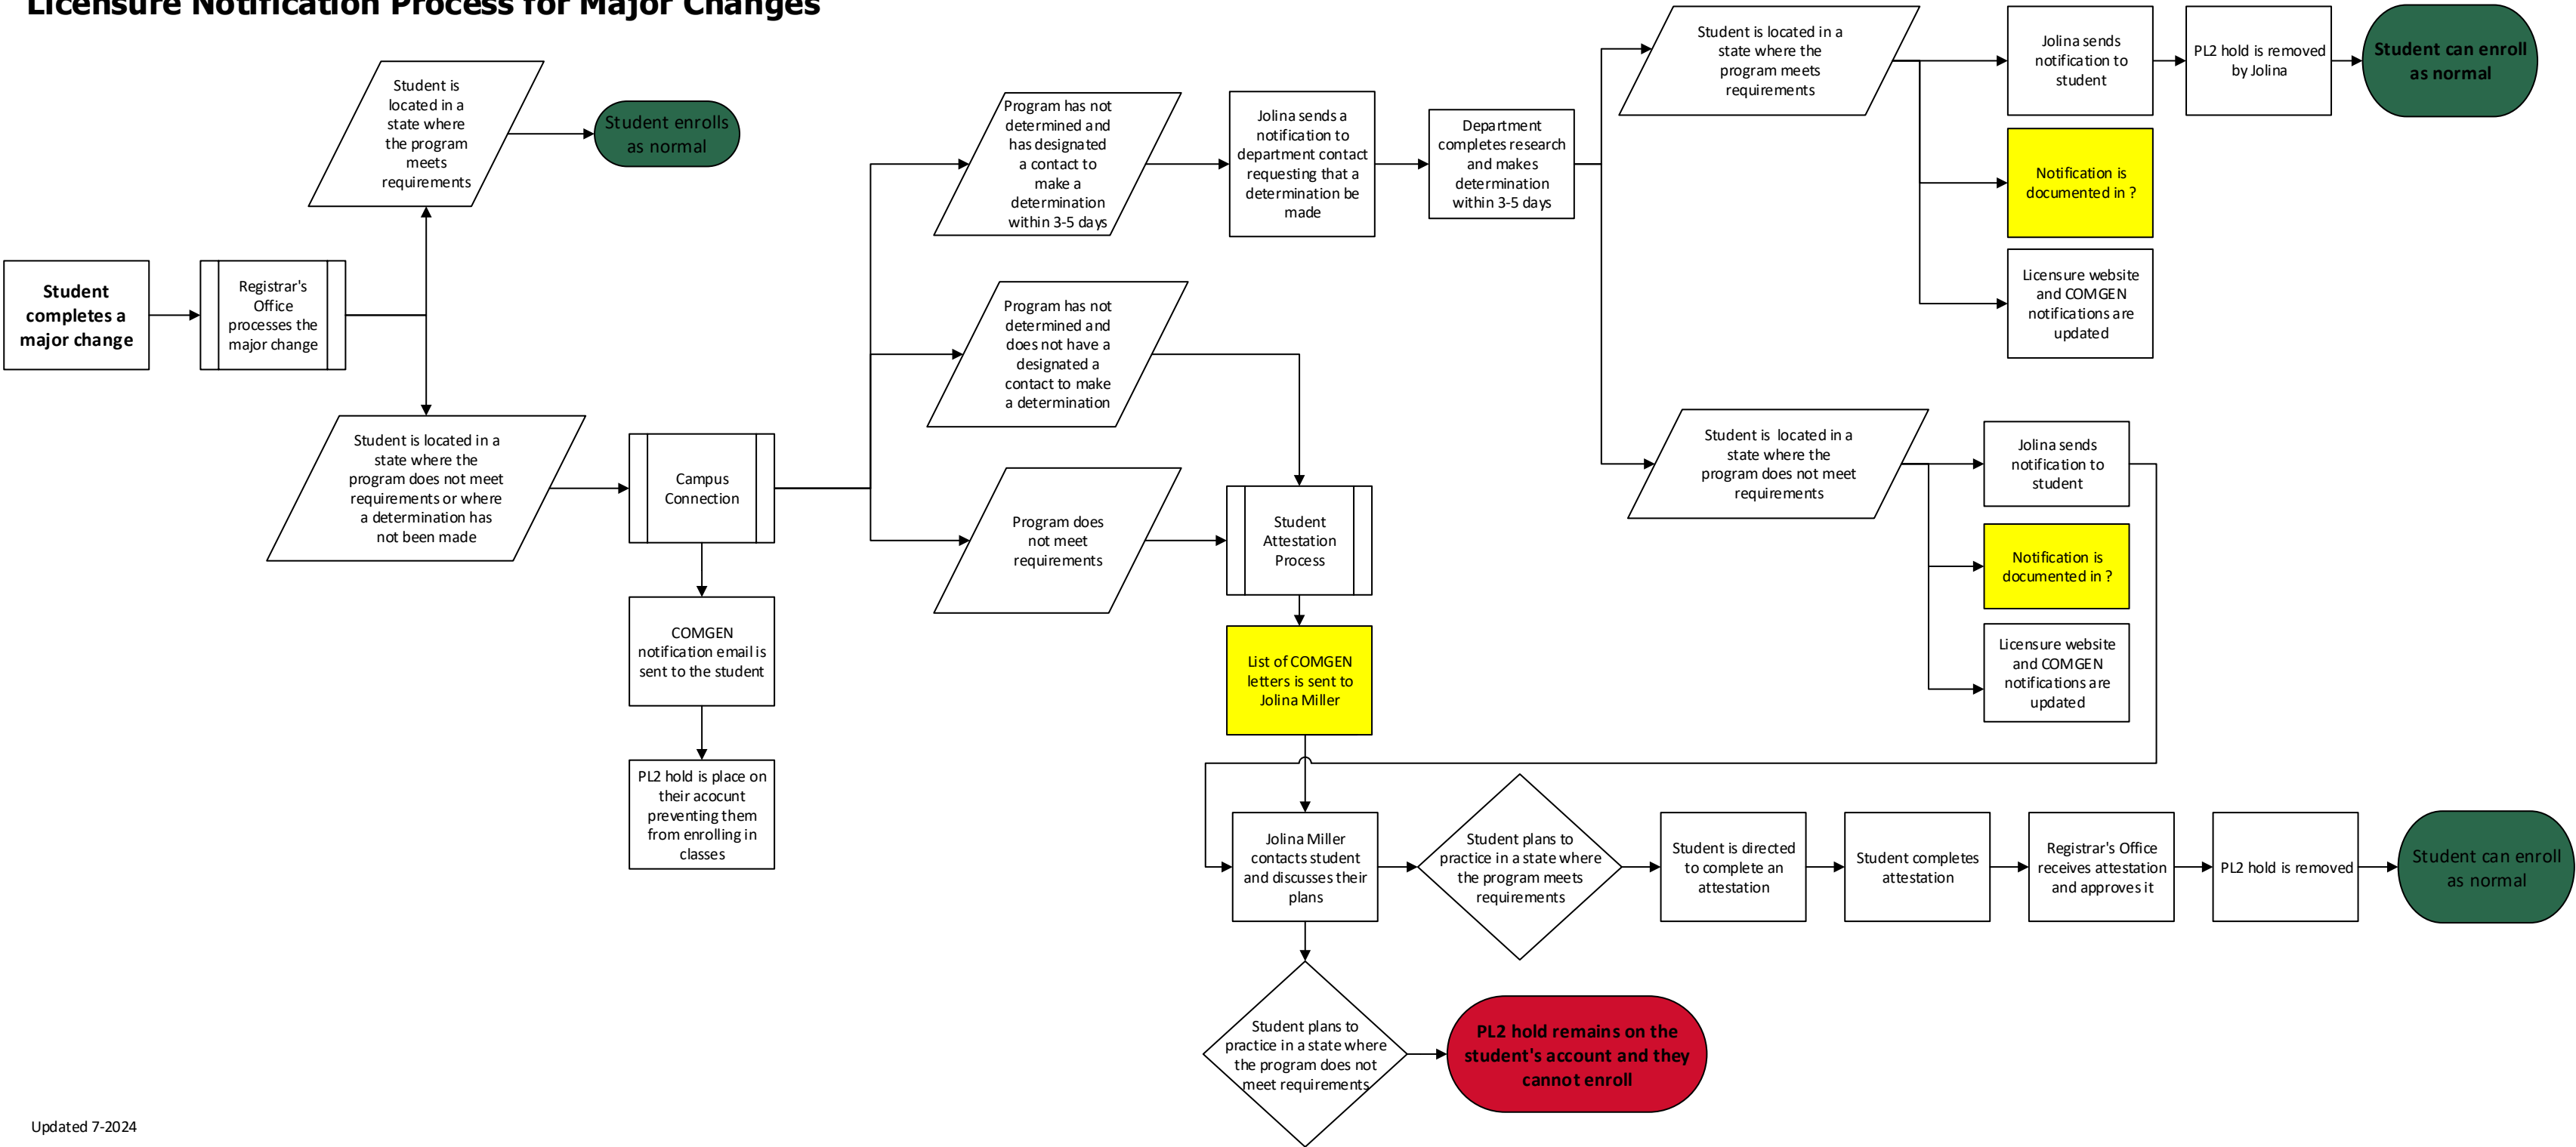 Licensure Notification Process for Major Changes
Student is
located in a
state where
the program
meets
requirements
Student enrolls
as normal
Student
completes a
major change
Registrar's
Office
processes the
major change
Student is located in a
state where the
program does not meet
requirements or where
a determination has
not been made
Campus
Connection
COMGEN
notification email is
sent to the student
PL2 hold is place on
their acocunt
preventing them
from enrolling in
classes
Program has not
determined and
has designated
a contact to
make a
determination
within 3-5 days
Jolina sends a
notification to
department contact
requesting that a
determination be
made
Department
completes research
and makes
determination
within 3-5 days
Student is located in a
state where the
program meets
requirements
Jolina sends
notification to
student
PL2 hold is removed
by Jolina
Student can enroll
as normal
Notification is
documented in ?
Licensure website
and COMGEN
notifications are
updated
Program has not
determined and
does not have a
designated a
contact to make
a determination
Program does
not meet
requirements
Student
Attestation
Process
List of COMGEN
letters is sent to
Jolina Miller
Student is located in a
state where the
program does not meet
requirements
Jolina sends
notification to
student
Notification is
documented in ?
Licensure website
and COMGEN
notifications are
updated
Jolina Miller
contacts student
and discusses their
plans
Student plans to
practice in a state where
the program meets
requirements
Student is directed
to complete an
attestation
Student completes
attestation
Registrar's Office
receives attestation
and approves it
PL2 hold is removed
Student can enroll
as normal
Student plans to
practice in a state where
the program does not
meet requirements
PL2 hold remains on the
student's account and they
cannot enroll
Updated 7-2024